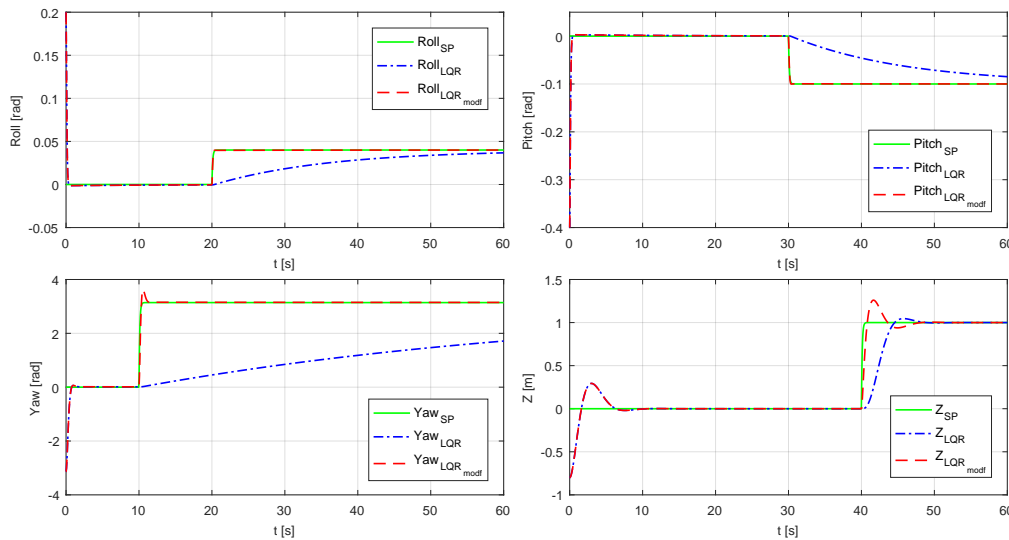 Roll [rad]
0.2
0.15
0.1
0.05
0
-0.05
Roll_SP
Roll_LQR
Roll_LQR_modf
0 10 20 30 40 50 60
t [s]
Pitch [rad]
0
-0.1
-0.2
-0.3
-0.4
Pitch_SP
Pitch_LQR
Pitch_LQR_modf
0 10 20 30 40 50 60
t [s]
Yaw [rad]
4
2
0
-2
-4
Yaw_SP
Yaw_LQR
Yaw_LQR_modf
0 10 20 30 40 50 60
t [s]
Z [m]
1.5
1
0.5
0
-0.5
-1
Z_SP
Z_LQR
Z_LQR_modf
0 10 20 30 40 50 60
t [s]